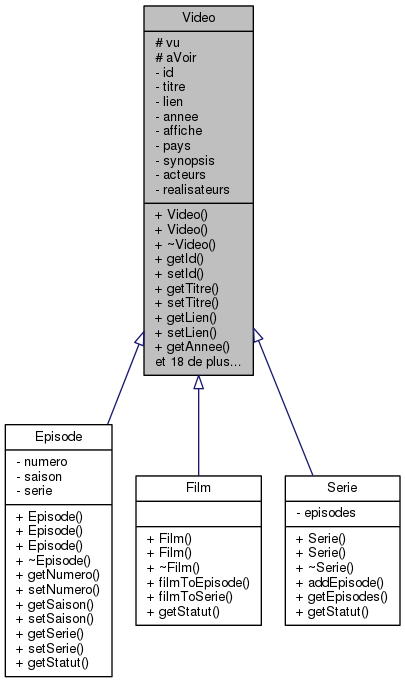 Video
# vu
# aVoir
- id
- titre
- lien
- annee
- affiche
- pays
- synopsis
- acteurs
- realisateurs
+ Video()
+ Video()
+ ~Video()
+ getId()
+ setId()
+ getTitre()
+ setTitre()
+ getLien()
+ setLien()
+ getAnnee()
et 18 de plus...
Episode
- numero
- saison
- serie
+ Episode()
+ Episode()
+ Episode()
+ ~Episode()
+ getNumero()
+ setNumero()
+ getSaison()
+ setSaison()
+ getSerie()
+ setSerie()
+ getStatut()
Film
+ Film()
+ Film()
+ ~Film()
+ filmToEpisode()
+ filmToSerie()
+ getStatut()
Serie
- episodes
+ Serie()
+ Serie()
+ ~Serie()
+ addEpisode()
+ getEpisodes()
+ getStatut()